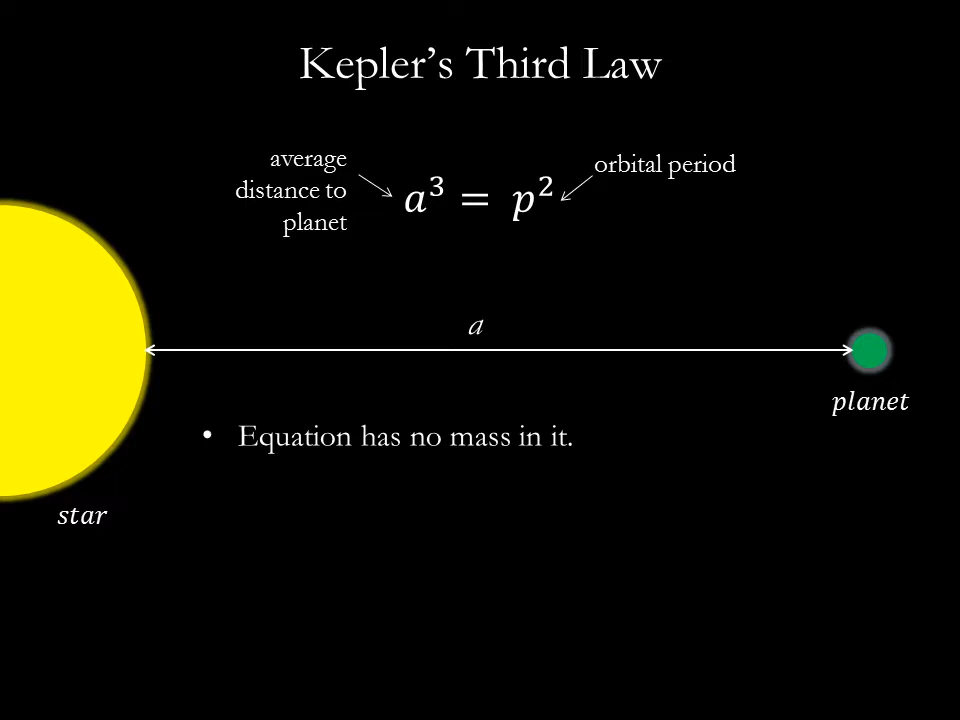 Kepler’s Third Law
average
distance to
planet
𝑎³ = 𝑝²
orbital period
a
planet
• Equation has no mass in it.
star